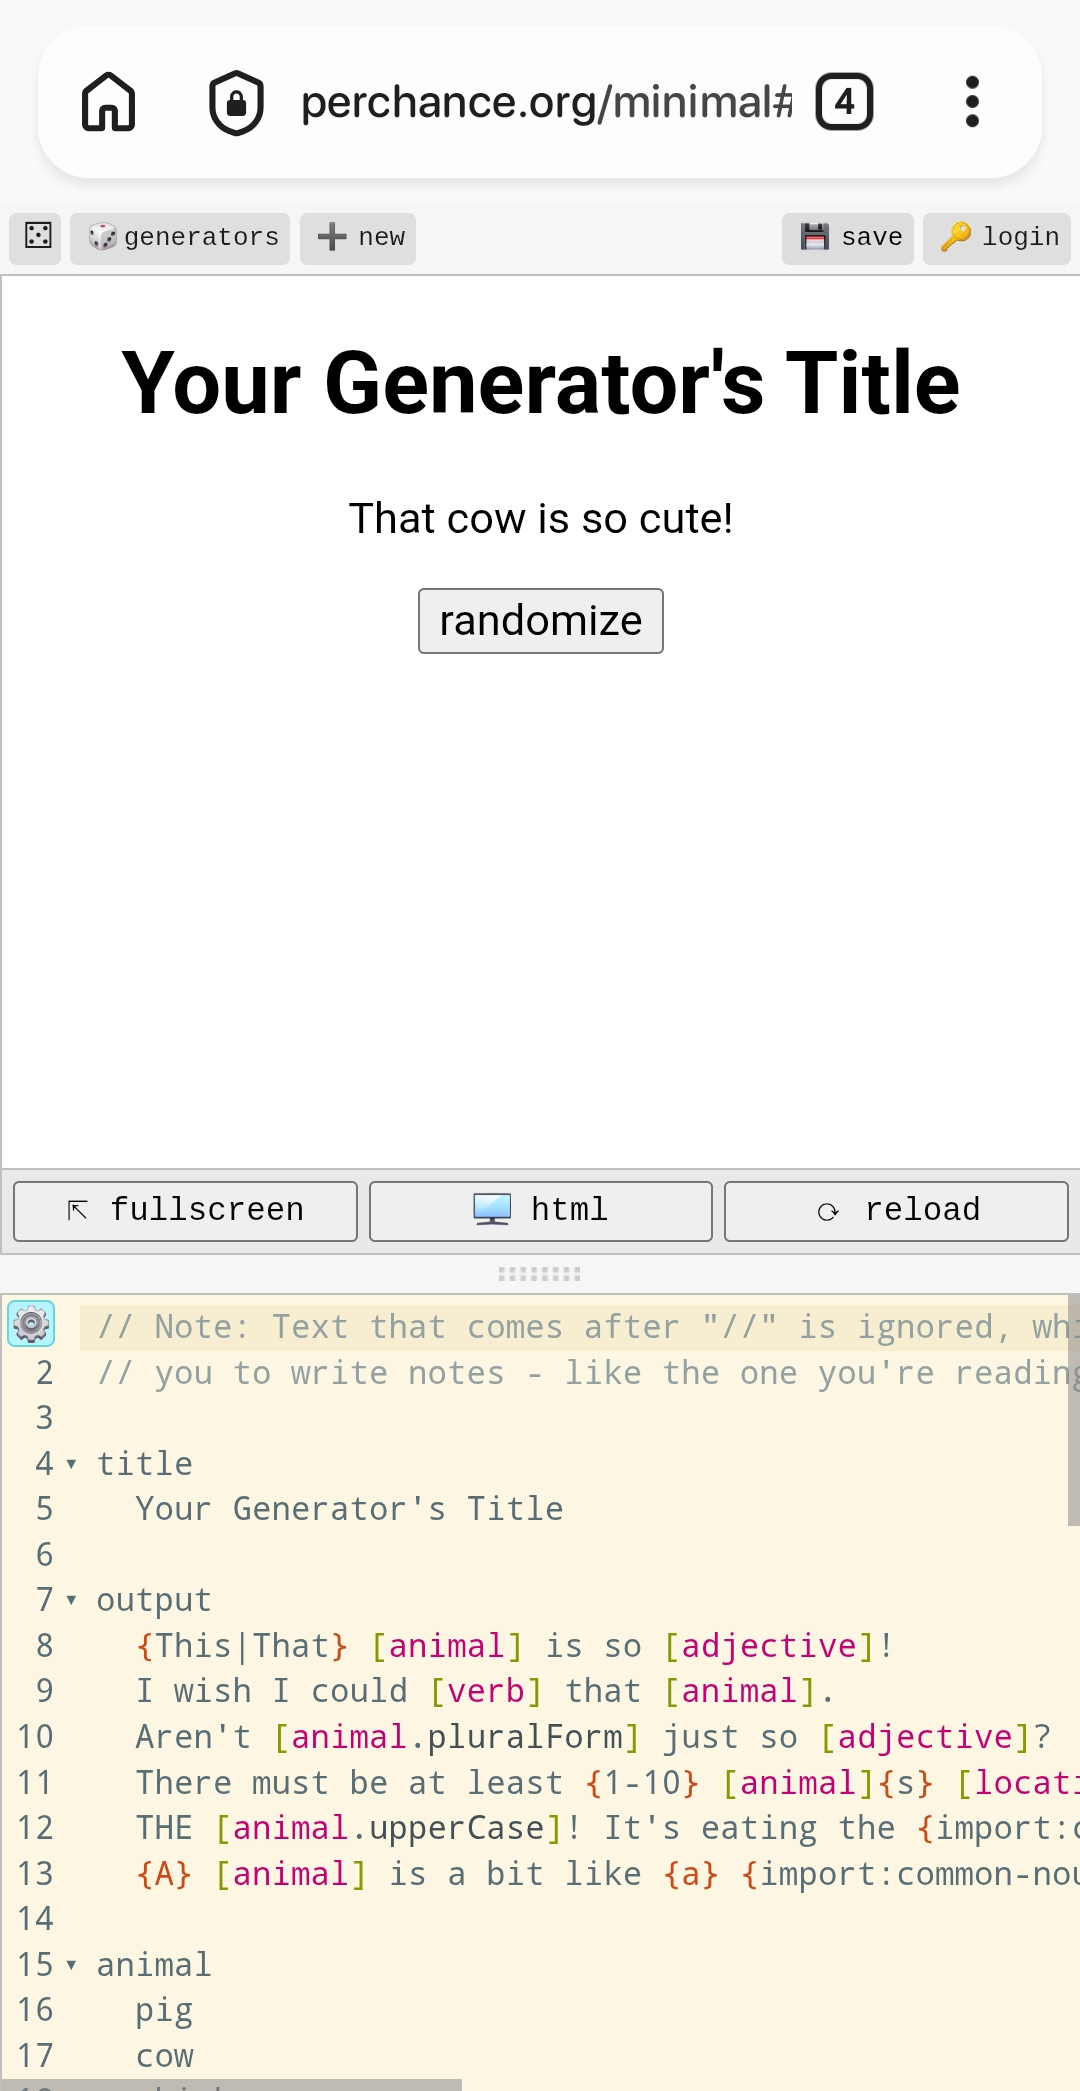 perchance.org/minimal#
4
generators
new
save
login
Your Generator's Title
That cow is so cute!
randomize
fullscreen
html
reload
// Note: Text that comes after "//" is ignored,
2 // you to write notes - like the one you're reading
3
4 title
5 Your Generator's Title
6
7 output
8 {This|That} [animal] is so [adjective]!
9 I wish I could [verb] that [animal].
10 Aren't [animal.pluralForm] just so [adjective]?
11 There must be at least {1-10} [animal]{s} [locati
12 THE [animal.upperCase]! It's eating the {import:c
13 {A} [animal] is a bit like {a} {import:common-nou
14
15 animal
16 pig
17 cow